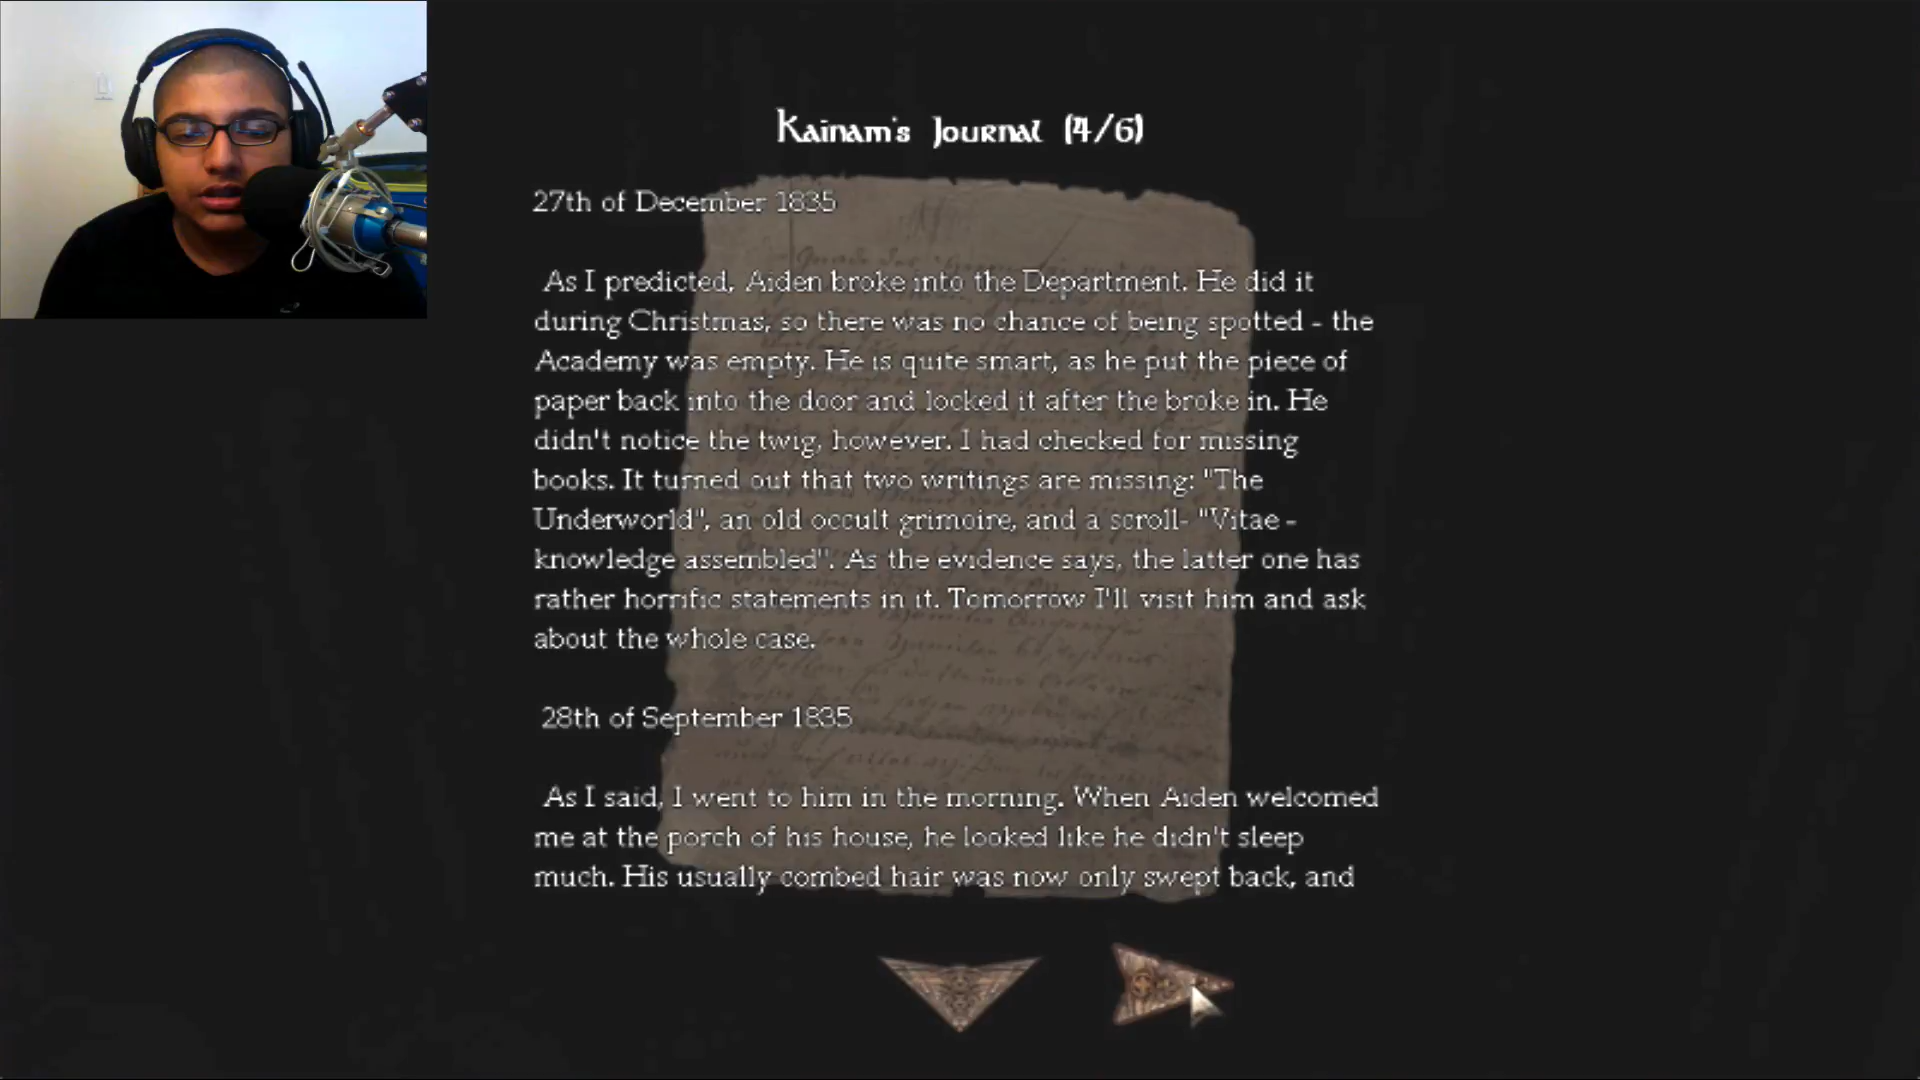 Kainam's Journal (4/6)
27th of December 1835
As I predicted, Aiden broke into the Department. He did it
during Christmas, so there was no chance of being spotted - the
Academy was empty. He is quite smart, as he put the piece of
paper back into the door and locked it after the broke in. He
didn't notice the twig, however. I had checked for missing
books. It turned out that two writings are missing: "The
Underworld", an old occult grimoire, and a scroll- "Vitae -
knowledge assembled". As the evidence says, the latter one has
rather horrific statements in it. Tomorrow I'll visit him and ask
about the whole case.
28th of September 1835
As I said, I went to him in the morning. When Aiden welcomed
me at the porch of his house, he looked like he didn't sleep
much. His usually combed hair was now only swept back, and